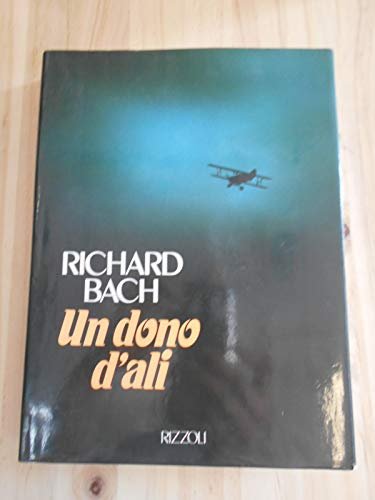 RICHARD
BACH
Un dono
d'ali
RIZZOLI